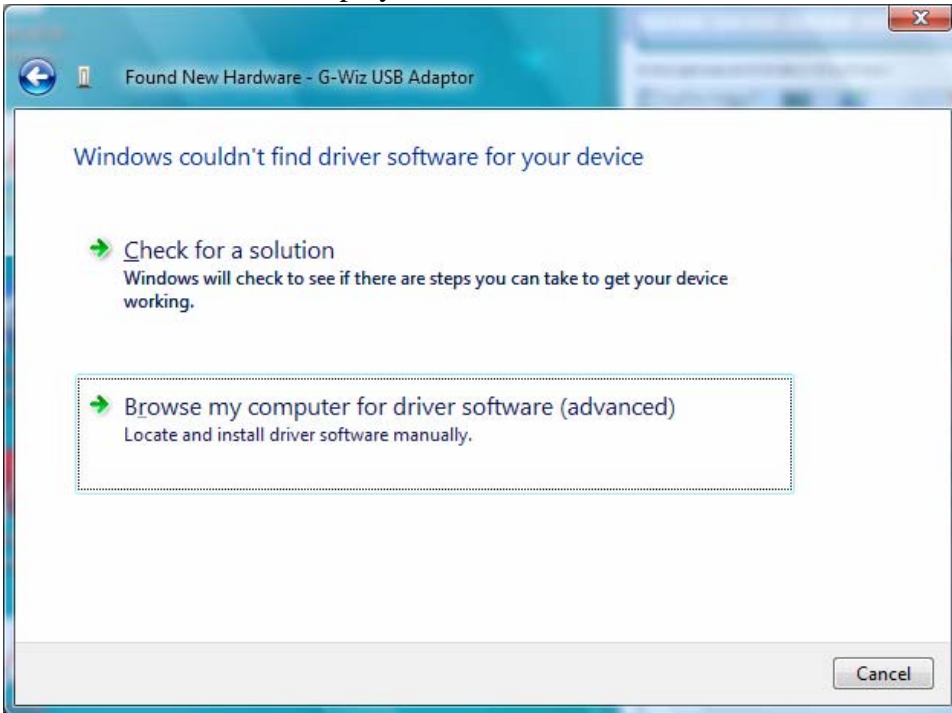 Found New Hardware - G-Wiz USB Adaptor
Windows couldn't find driver software for your device
Check for a solution
Windows will check to see if there are steps you can take to get your device
working.
Browse my computer for driver software (advanced)
Locate and install driver software manually.
Cancel